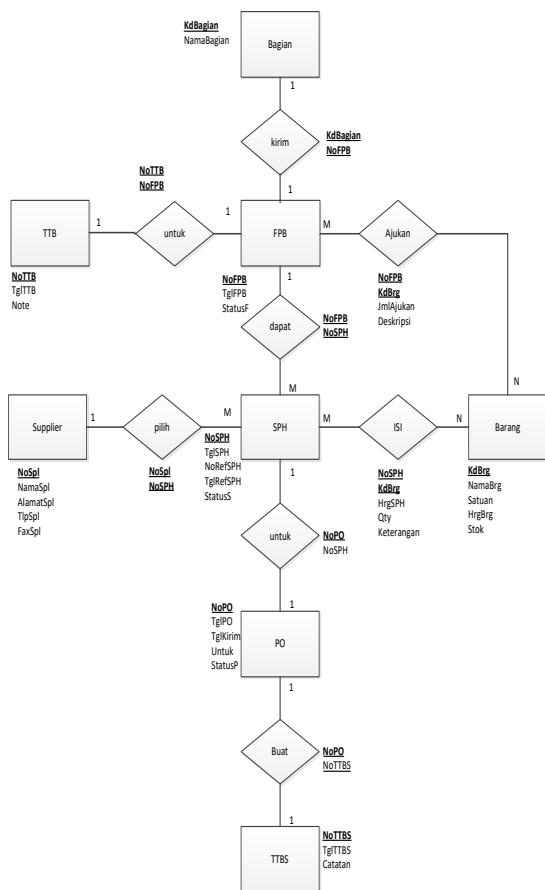 KdBagian
NamaBagian
Bagian
1
kirim
KdBagian
NoFPB
1
NoTTB
NoFPB
TTB
1
untuk
1
FPB
M
Ajukan
NoTTB
TglTTB
Note
NoFPB
TglFPB
StatusF
1
NoFPB
KdBrg
JmlAjukan
Deskripsi
dapat
NoFPB
NoSPH
M
N
Supplier
1
pilih
M
SPH
M
ISI
N
Barang
NoSpl
NamaSpl
AlamatSpl
TlpSpl
FaxSpl
NoSpl
NoSPH
NoSPH
TglSPH
NoRefSPH
TglRefSPH
StatusS
1
NoSPH
KdBrg
HrgSPH
Qty
Keterangan
KdBrg
NamaBrg
Satuan
HrgBrg
Stok
untuk
NoPO
NoSPH
1
NoPO
TglPO
TglKirim
Untuk
StatusP
PO
1
Buat
NoPO
NoTTBS
1
TTBS
NoTTBS
TglTTBS
Catatan